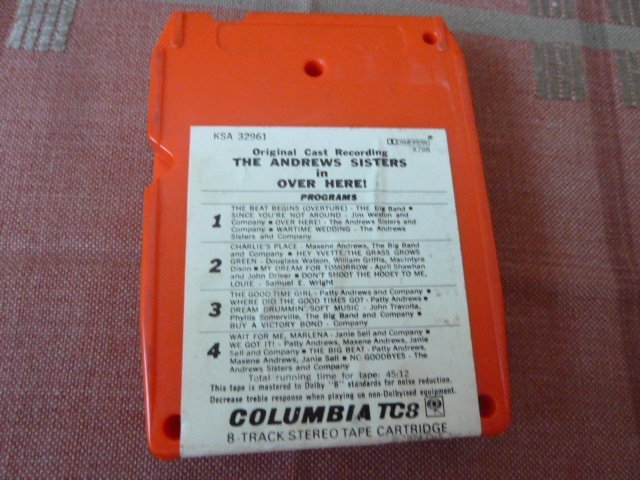 KSA 32961
Original Cast Recording
DOLBY SYSTEM
X798
THE ANDREWS SISTERS
in
OVER HERE!
PROGRAMS
1
THE BEAT BEGINS (OVERTURE) - THE Big Band ■
SINCE YOU'RE NOT AROUND - Jim Weston and
Company ■ OVER HERE! - The Andrews Sisters and
Company ■ WARTIME WEDDING - The Andrews
Sisters and Company
2
CHARLIE'S PLACE - Maxene Andrews, The Big Band
and Company ■ HEY YVETTE/THE GRASS GROWS
GREEN - Douglass Watson, William Griffis, MacIntyre
Dixon ■ MY DREAM FOR TOMORROW - April Shawhan
and John Driver ■ DON'T SHOOT THE HOOEY TO ME,
LOUIE - Samuel E. Wright
3
THE GOOD TIME GIRL - Patty Andrews and Company ■
WHERE DID THE GOOD TIMES GO? - Patty Andrews ■
DREAM DRUMMIN'/SOFT MUSIC - John Travolta,
Phyllis Somerville, The Big Band and Company ■
BUY A VICTORY BOND - Company
4
WAIT FOR ME, MARLENA - Janie Sell and Company ■
WE GOT IT! - Patty Andrews, Maxene Andrews, Janie
Sell and Company ■ THE BIG BEAT - Patty Andrews,
Maxene Andrews, Janie Sell ■ NO GOODBYES - The
Andrews Sisters and Company
Total running time for tape: 45:12
This tape is mastered to Dolby "B" standards for noise reduction.
Decrease treble response when playing on non-Dolbyised equipment.
COLUMBIA TC8
8-TRACK STEREO TAPE CARTRIDGE